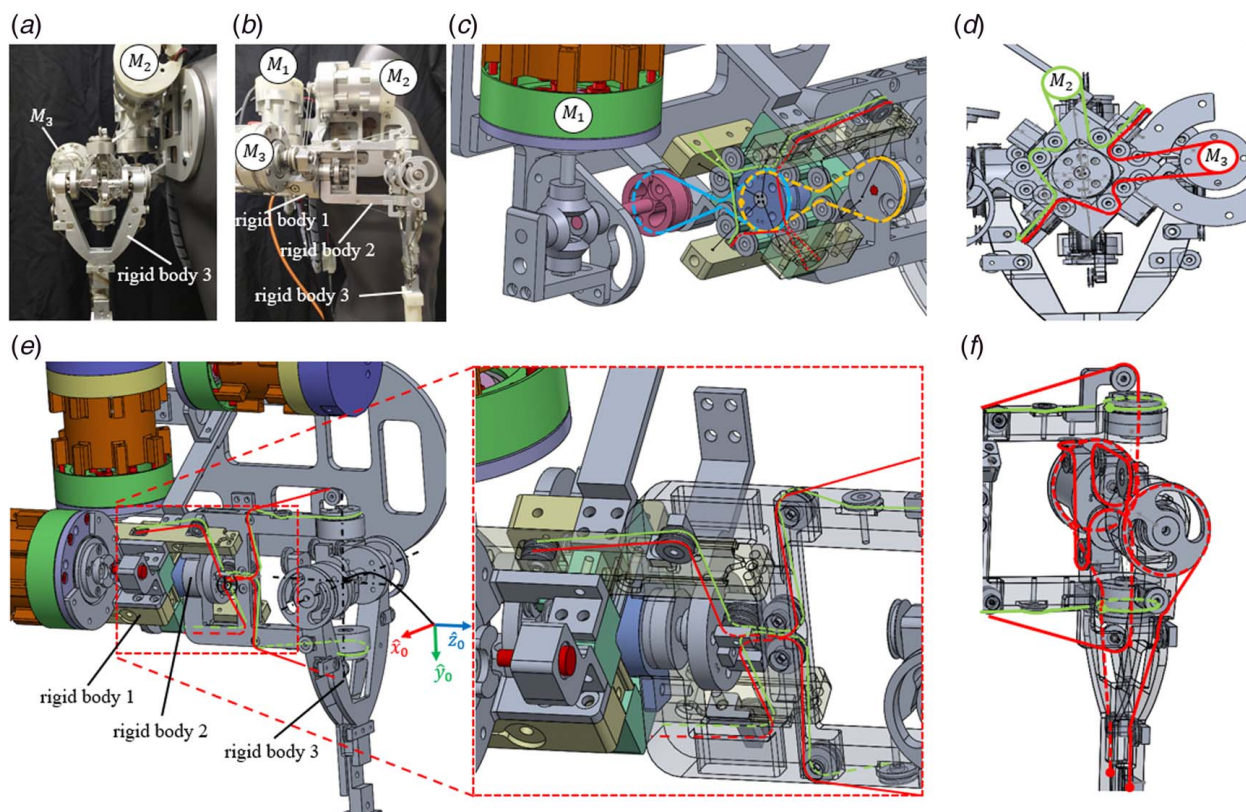 (a)
M₂
M₃
rigid body 3
(b)
M₁
M₂
M₃
rigid body 1
rigid body 2
rigid body 3
(c)
M₁
(d)
M₂
M₃
(e)
rigid body 1
rigid body 2
rigid body 3
x̂₀
ŷ₀
ẑ₀
(f)